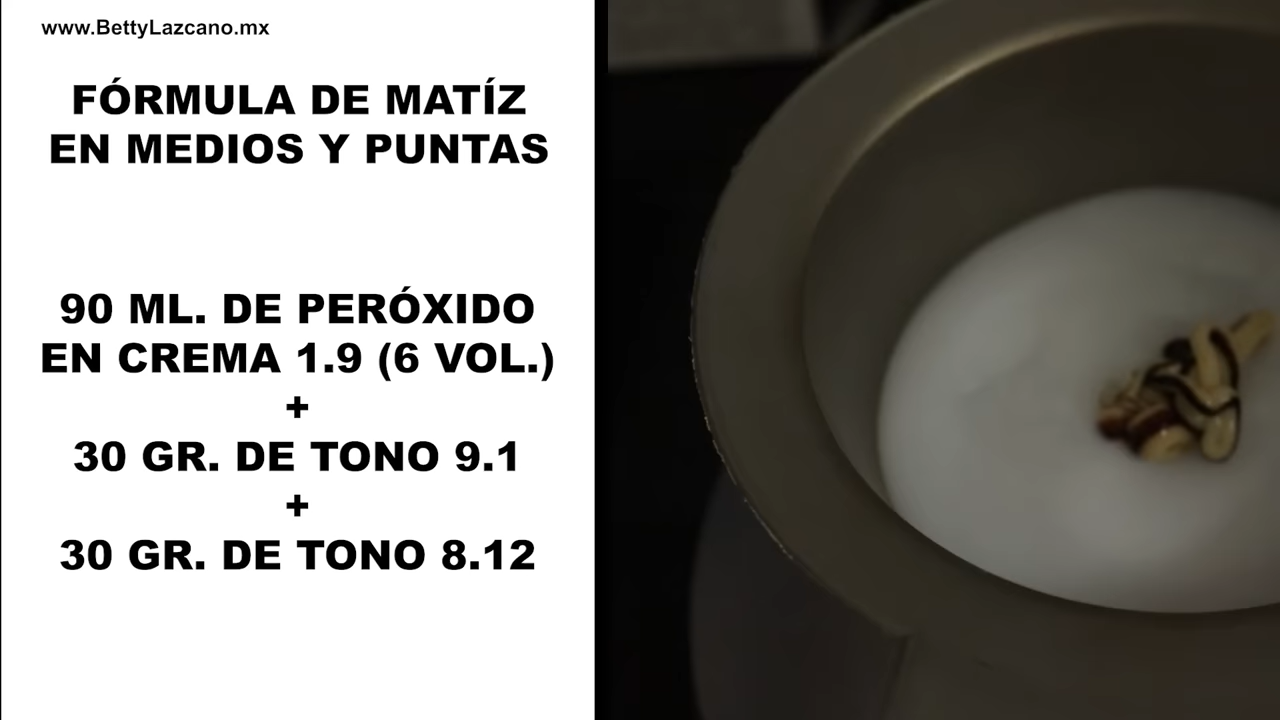 www.BettyLazcano.mx
FÓRMULA DE MATÍZ
EN MEDIOS Y PUNTAS
90 ML. DE PERÓXIDO
EN CREMA 1.9 (6 VOL.)
+
30 GR. DE TONO 9.1
+
30 GR. DE TONO 8.12